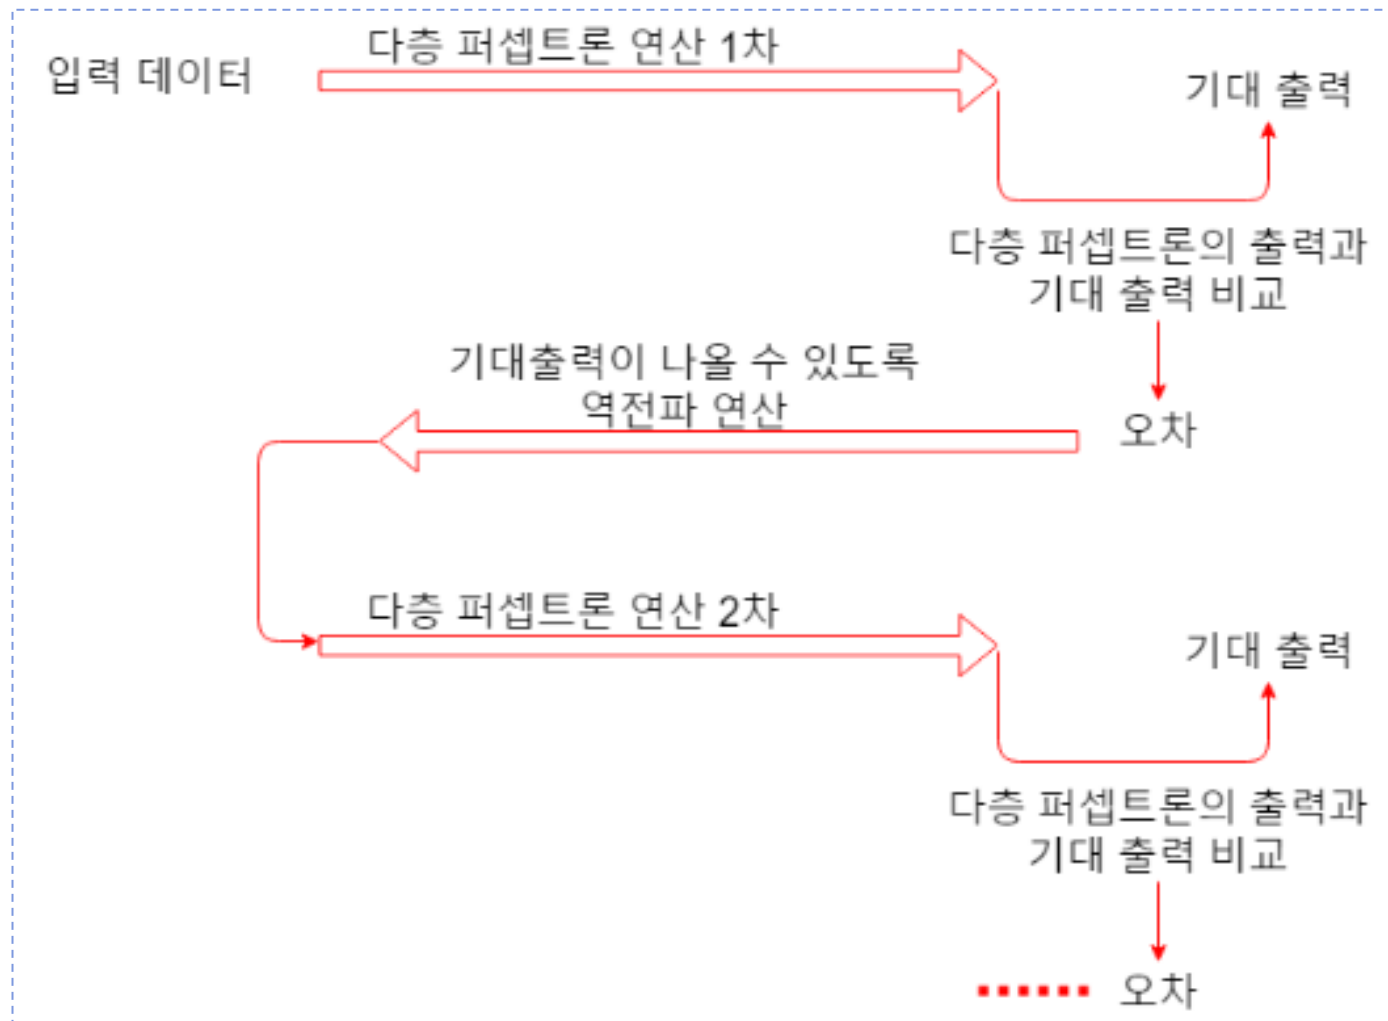 입력 데이터
다층 퍼셉트론 연산 1차
기대 출력
다층 퍼셉트론의 출력과
기대 출력 비교
오차
기대출력이 나올 수 있도록
역전파 연산
다층 퍼셉트론 연산 2차
기대 출력
다층 퍼셉트론의 출력과
기대 출력 비교
오차